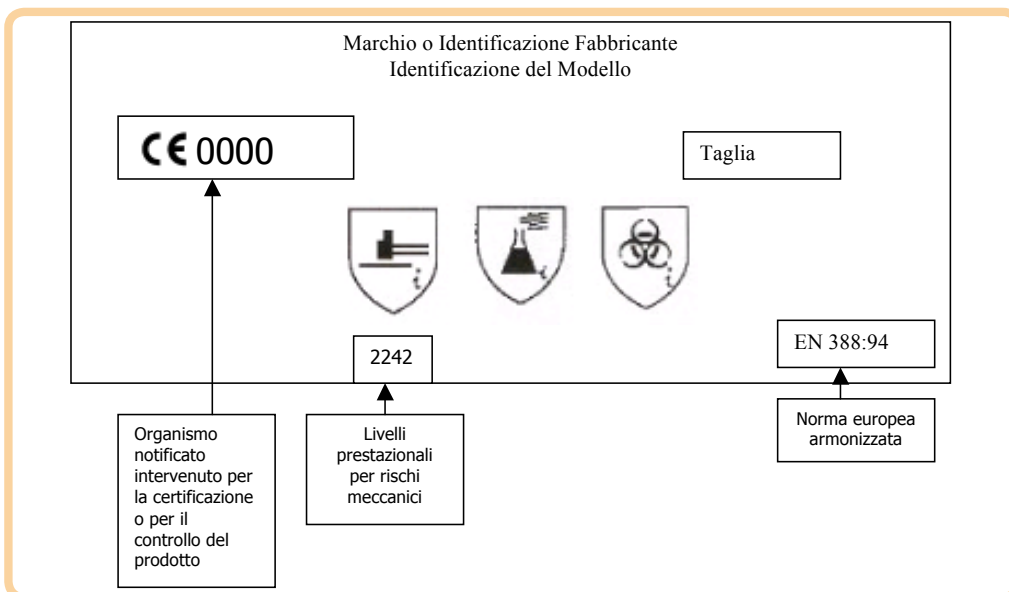 Marchio o Identificazione Fabbricante
Identificazione del Modello
CE 0000
Taglia
i
i
i
2242
EN 388:94
Organismo
notificato
intervenuto per
la certificazione
o per il
controllo del
prodotto
Livelli
prestazionali
per rischi
meccanici
Norma europea
armonizzata